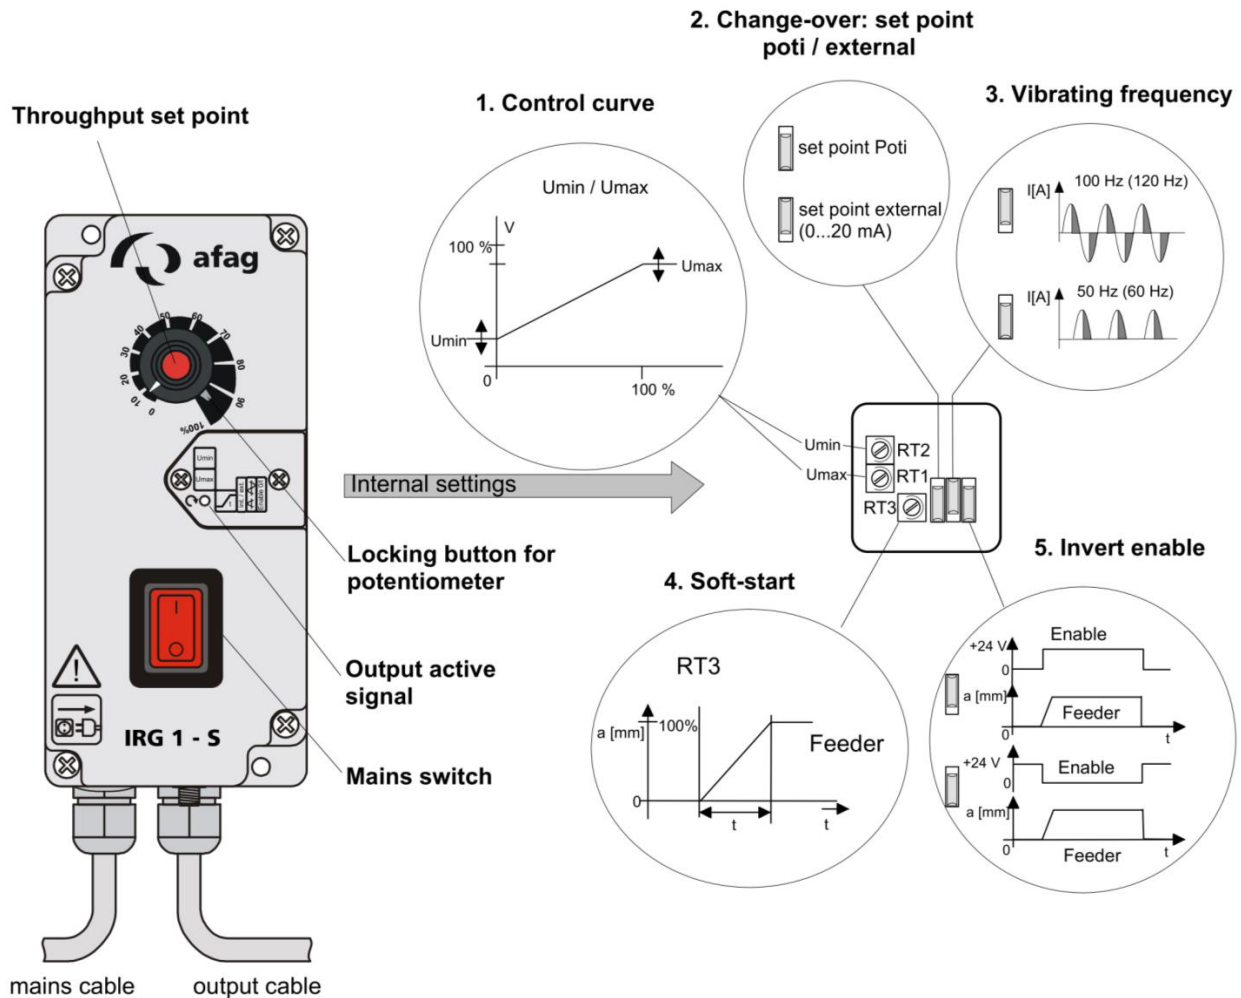 2. Change-over: set point
poti / external
1. Control curve
3. Vibrating frequency
Throughput set point
set point Poti
set point external
(0...20 mA)
I[A]
100 Hz (120 Hz)
I[A]
50 Hz (60 Hz)
Umin / Umax
V
100 %
Umax
Umin
0
100 %
afag
0
10
20
30
40
50
60
70
80
90
100%
Umin
Umax
t
int. ext.
Enable 0/I
Internal settings
Umin
RT2
Umax
RT1
RT3
Locking button for
potentiometer
Output active
signal
Mains switch
I
O
IRG 1 - S
mains cable
output cable
4. Soft-start
RT3
a [mm]
100%
0
Feeder
t
t
5. Invert enable
Enable
+24 V
0
a [mm]
Feeder
0
t
+24 V
Enable
0
a [mm]
0
Feeder
t